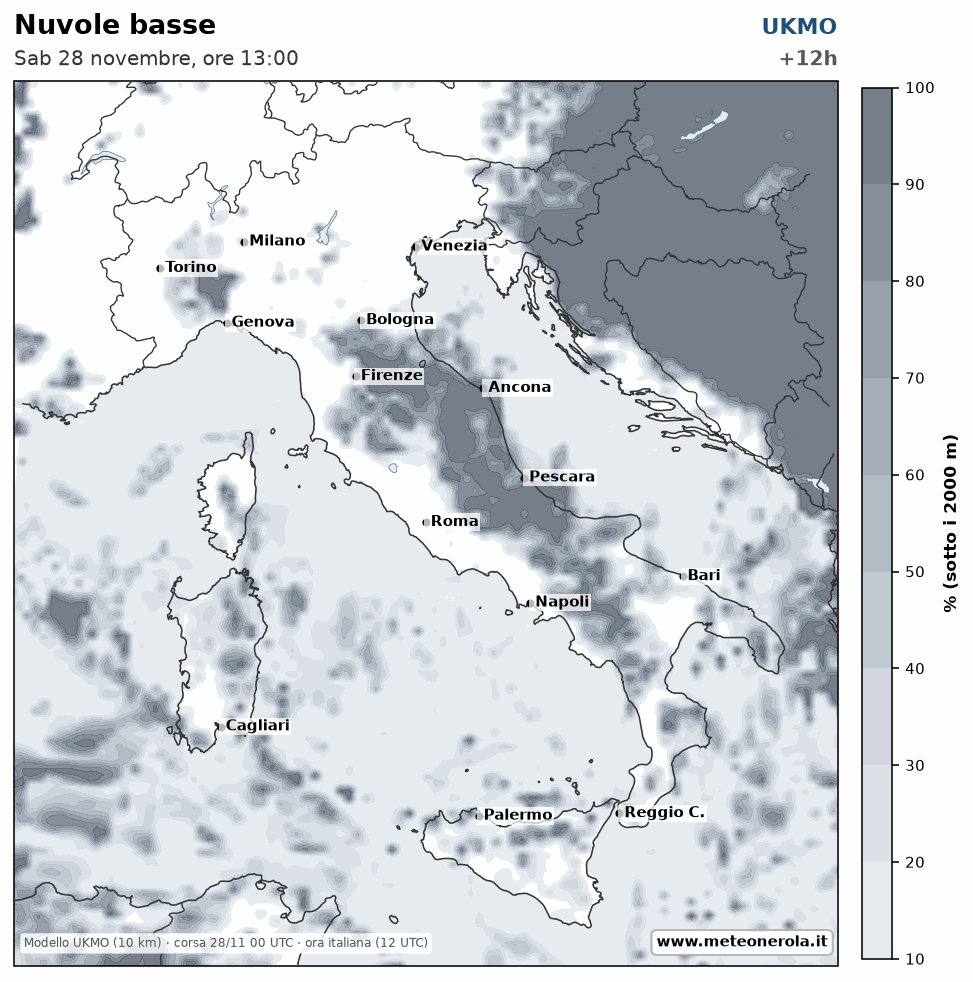 Nuvole basse
UKMO
Sab 28 novembre, ore 13:00
+12h
100
90
80
70
60
50
40
30
20
10
% (sotto i 2000 m)
Milano
Venezia
Torino
Genova
Bologna
Firenze
Ancona
Pescara
Roma
Bari
Napoli
Cagliari
Palermo
Reggio C.
Modello UKMO (10 km) · corsa 28/11 00 UTC · ora italiana (12 UTC)
www.meteonerola.it